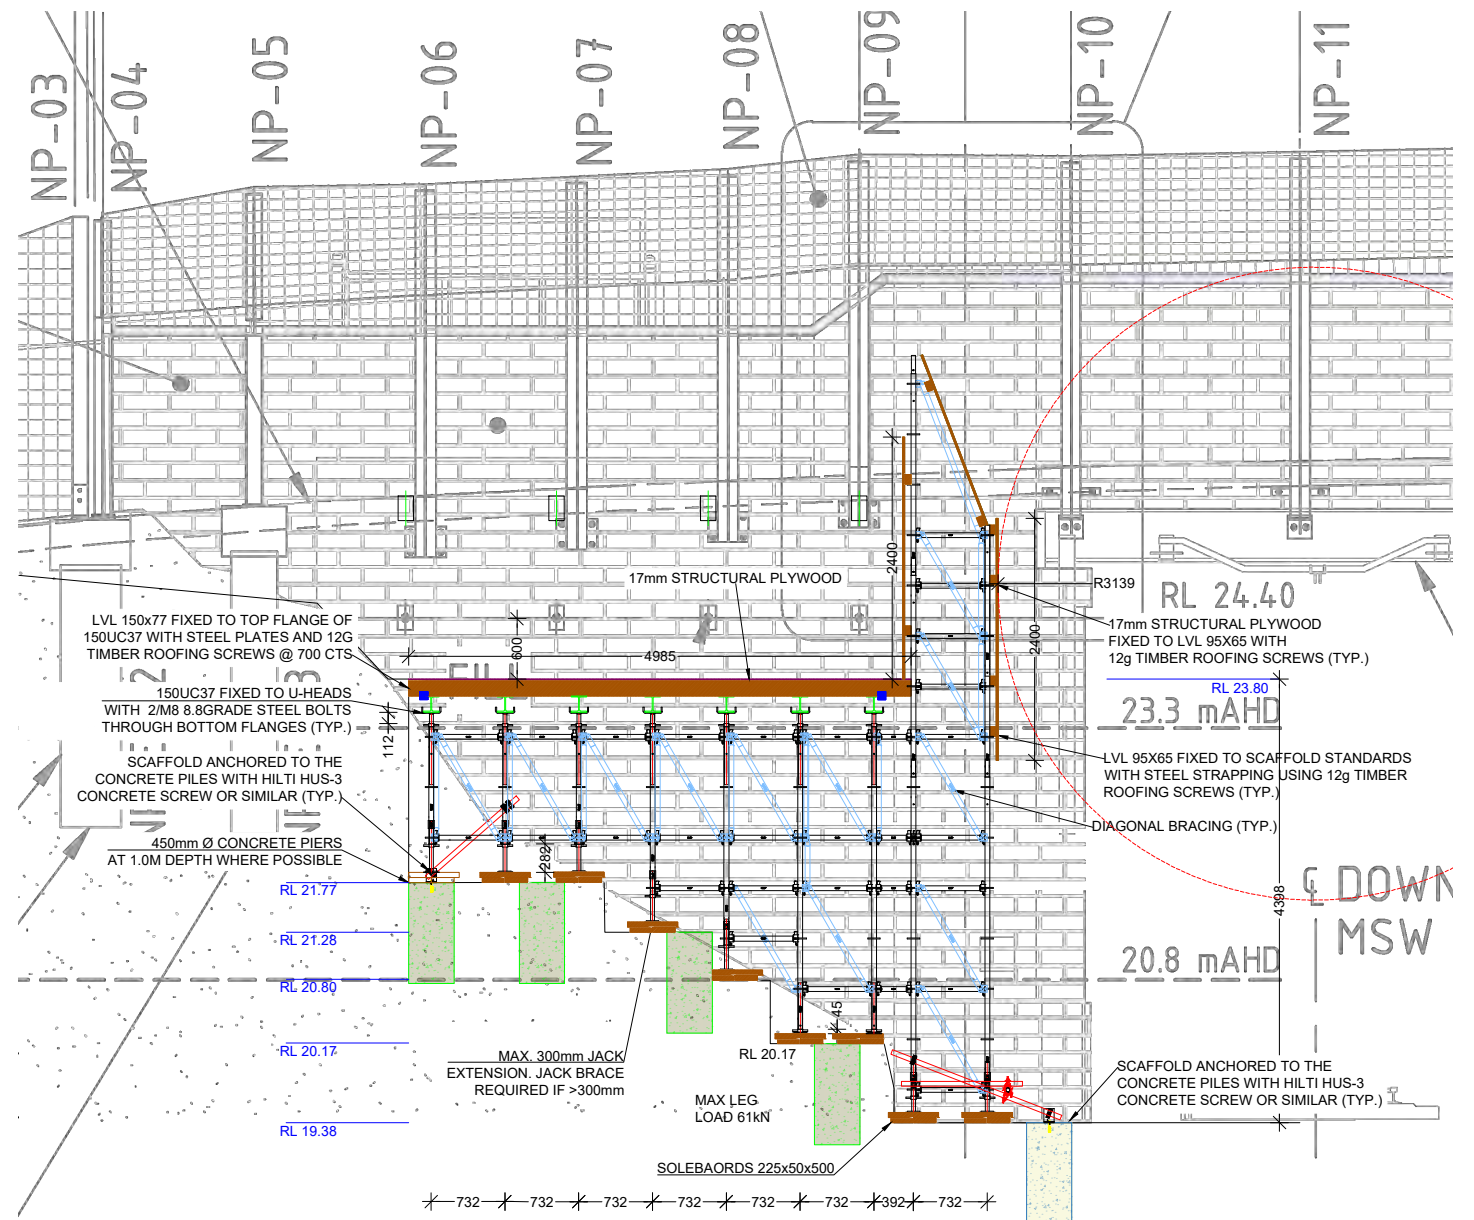 NP-03
NP-04
NP-05
NP-06
NP-07
NP-08
NP-09
NP-10
NP-11
17mm STRUCTURAL PLYWOOD
2400
2400
R3139
RL 24.40
LVL 150x77 FIXED TO TOP FLANGE OF
150UC37 WITH STEEL PLATES AND 12G
TIMBER ROOFING SCREWS @ 700 CTS
600
4985
17mm STRUCTURAL PLYWOOD
FIXED TO LVL 95X65 WITH
12g TIMBER ROOFING SCREWS (TYP.)
RL 23.80
23.3 mAHD
150UC37 FIXED TO U-HEADS
WITH 2/M8 8.8GRADE STEEL BOLTS
THROUGH BOTTOM FLANGES (TYP.)
112
SCAFFOLD ANCHORED TO THE
CONCRETE PILES WITH HILTI HUS-3
CONCRETE SCREW OR SIMILAR (TYP.)
LVL 95X65 FIXED TO SCAFFOLD STANDARDS
WITH STEEL STRAPPING USING 12g TIMBER
ROOFING SCREWS (TYP.)
DIAGONAL BRACING (TYP.)
450mm Ø CONCRETE PIERS
AT 1.0M DEPTH WHERE POSSIBLE
282
RL 21.77
RL 21.28
RL 20.80
RL 20.17
RL 19.38
℄ DOWN
MSW
4398
20.8 mAHD
45
RL 20.17
MAX. 300mm JACK
EXTENSION. JACK BRACE
REQUIRED IF >300mm
MAX LEG
LOAD 61kN
SCAFFOLD ANCHORED TO THE
CONCRETE PILES WITH HILTI HUS-3
CONCRETE SCREW OR SIMILAR (TYP.)
SOLEBAORDS 225x50x500
732 732 732 732 732 732 392 732